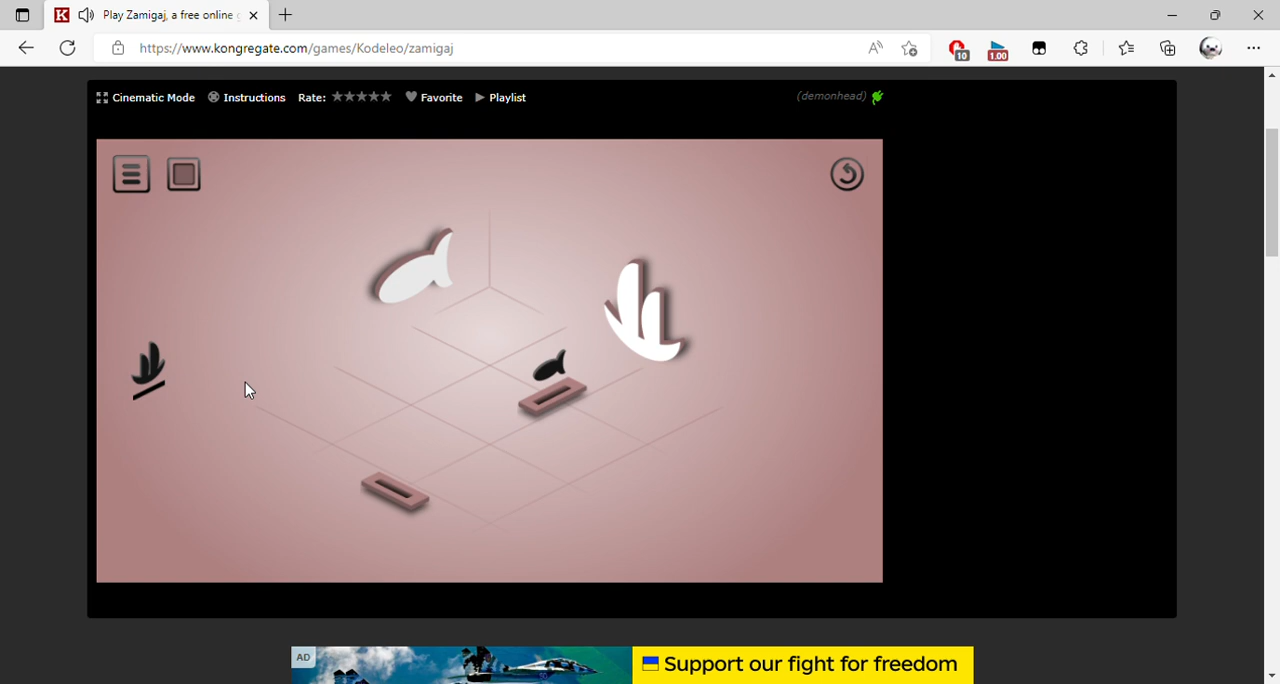 Play Zamigaj, a free online
https://www.kongregate.com/games/Kodeleo/zamigaj
A
10
1.00
Cinematic Mode Instructions Rate: Favorite Playlist
(demonhead)
AD
Support our fight for freedom